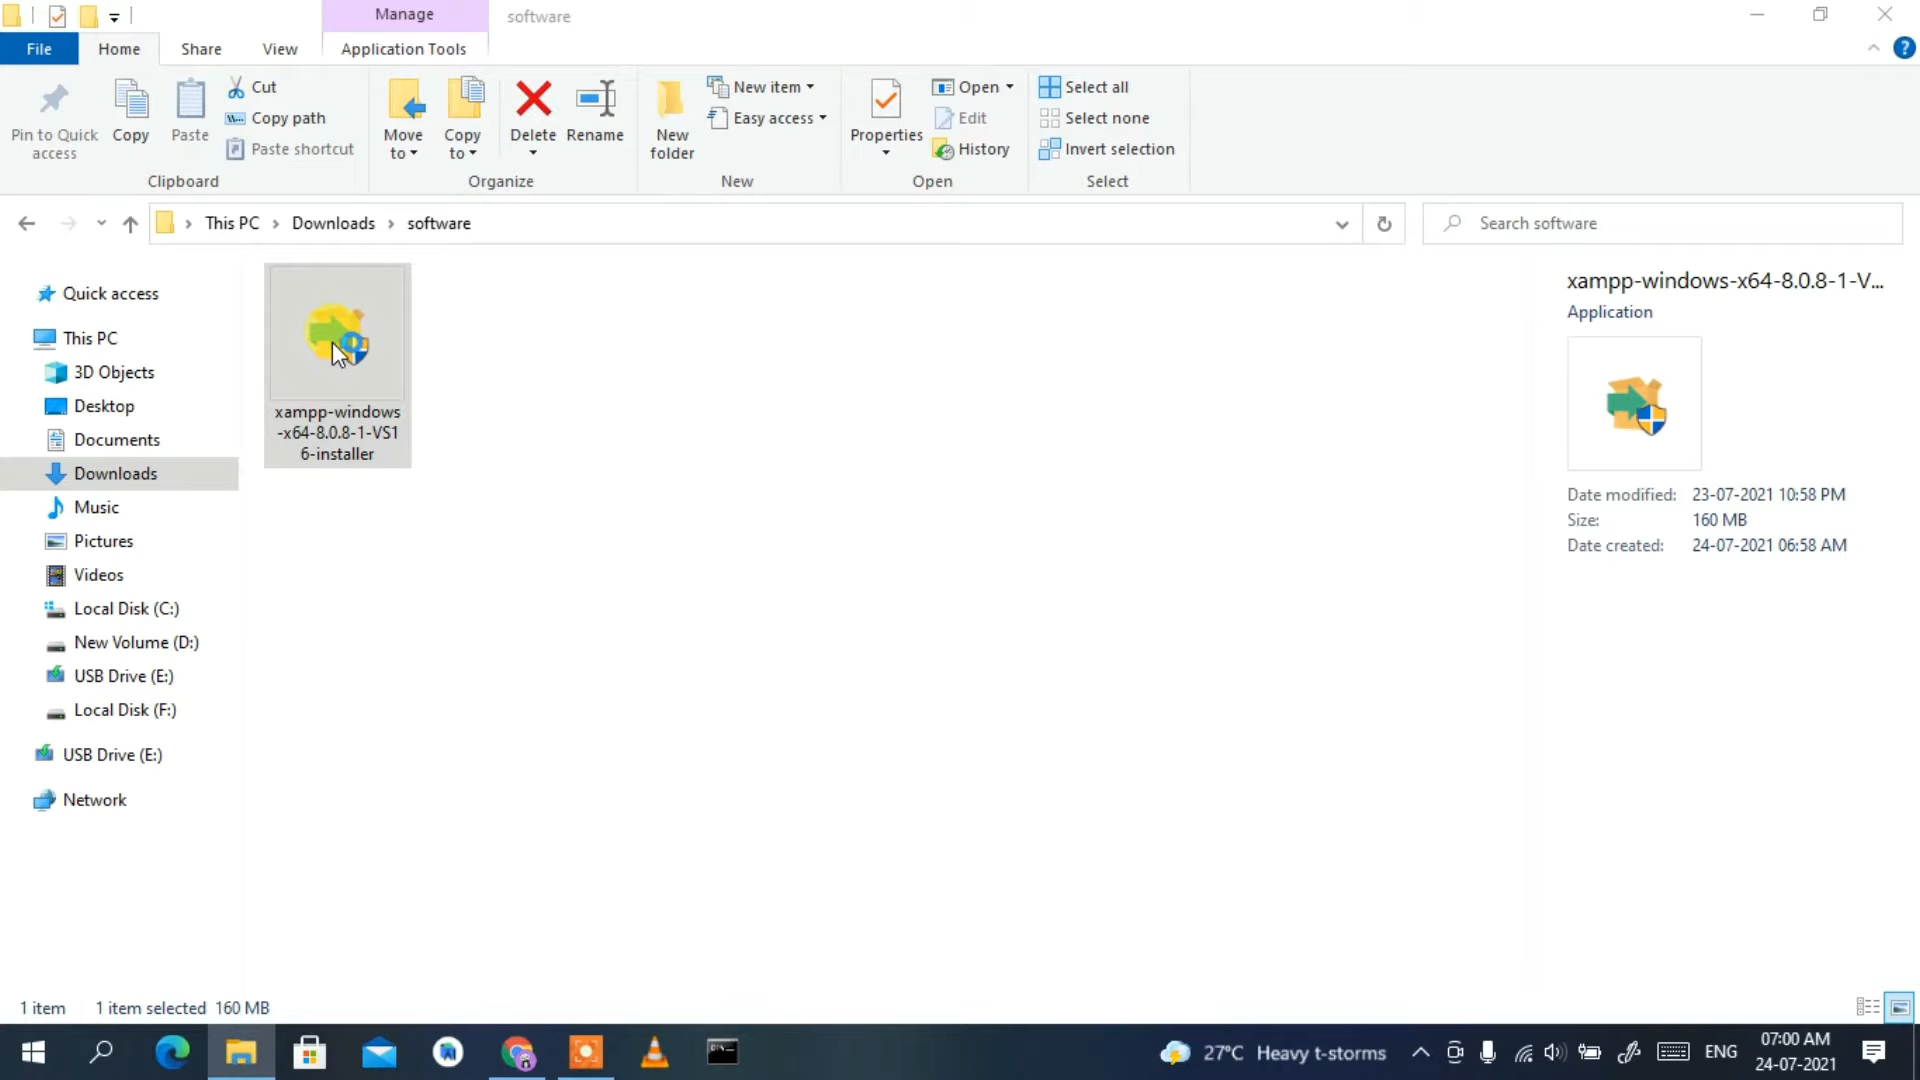 Manage
software
File
Home
Share
View
Application Tools
Pin to Quick
access
Copy
Paste
Cut
Copy path
Paste shortcut
Clipboard
Move
to
Copy
to
Delete
Rename
Organize
New
folder
New item
Easy access
New
Properties
Open
Edit
History
Open
Select all
Select none
Invert selection
Select
This PC > Downloads > software
Search software
Quick access
This PC
3D Objects
Desktop
Documents
Downloads
Music
Pictures
Videos
Local Disk (C:)
New Volume (D:)
USB Drive (E:)
Local Disk (F:)
USB Drive (E:)
Network
xampp-windows
-x64-8.0.8-1-VS1
6-installer
xampp-windows-x64-8.0.8-1-V...
Application
Date modified: 23-07-2021 10:58 PM
Size: 160 MB
Date created: 24-07-2021 06:58 AM
1 item 1 item selected 160 MB
27°C Heavy t-storms
ENG
07:00 AM
24-07-2021